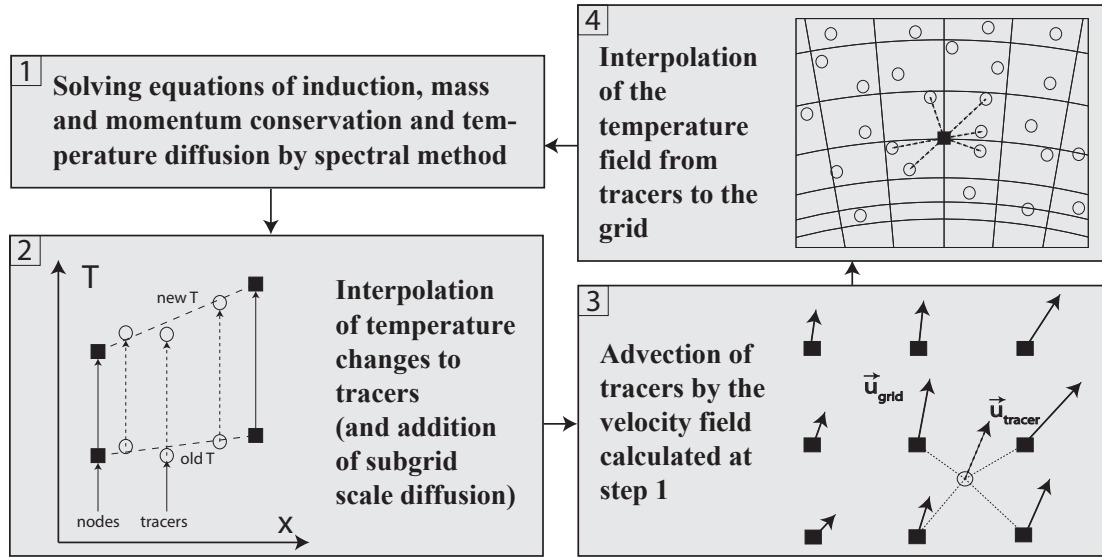 1
Solving equations of induction, mass
and momentum conservation and tem-
perature diffusion by spectral method
2
T
new T
old T
nodes
tracers
x
Interpolation
of temperature
changes to
tracers
(and addition
of subgrid
scale diffusion)
3
Advection of
tracers by the
velocity field
calculated at
step 1
u grid
u tracer
4
Interpolation
of the
temperature
field from
tracers to the
grid